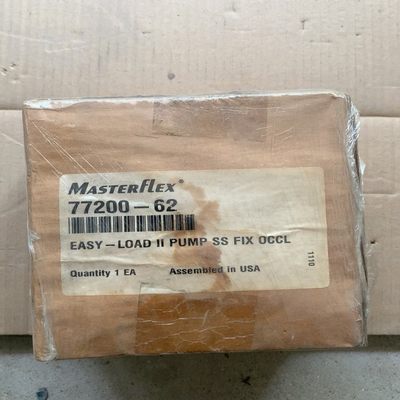 MASTERFLEX®
77200-62
EASY-LOAD II PUMP SS FIX OCCL
Quantity 1 EA Assembled in USA
1110